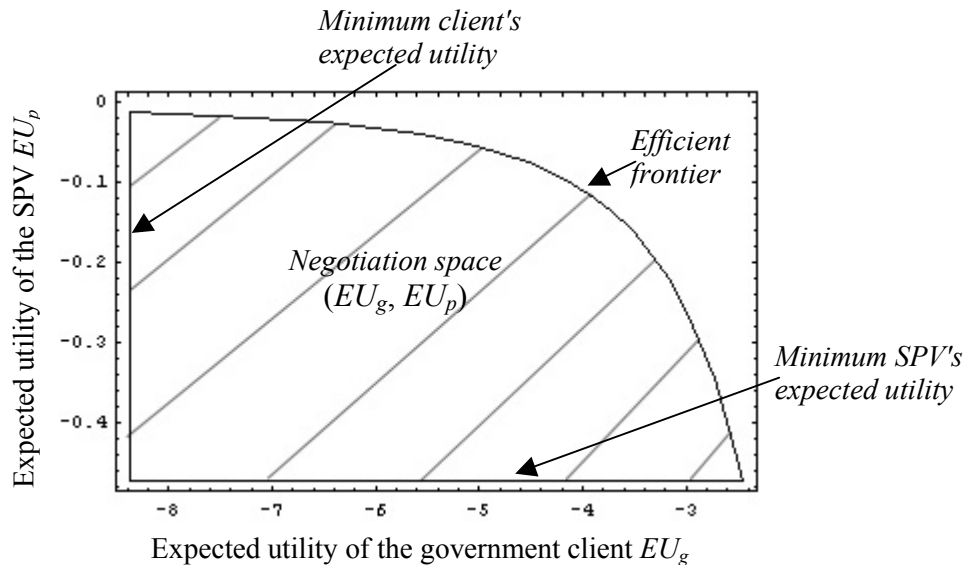 Minimum client's
expected utility
Expected utility of the SPV EUp
0
-0.1
-0.2
-0.3
-0.4
Efficient
frontier
Negotiation space
(EUg, EUp)
Minimum SPV's
expected utility
-8
-7
-6
-5
-4
-3
Expected utility of the government client EUg